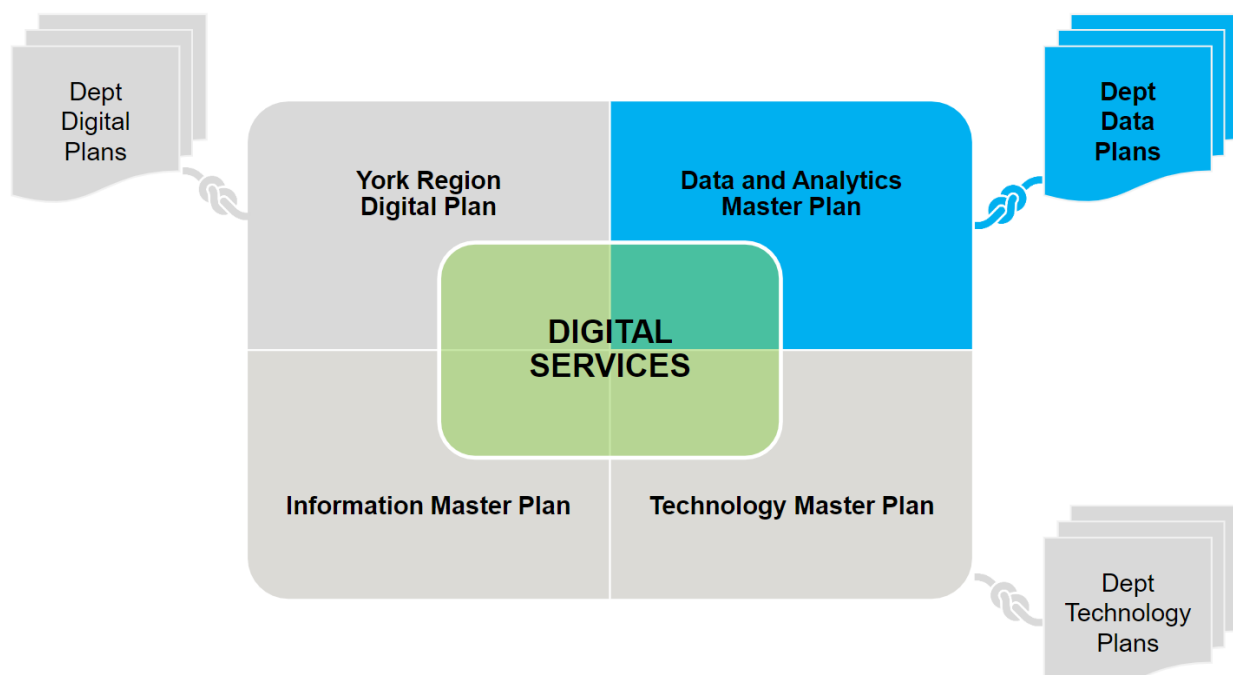 Dept
Digital
Plans
Dept
Data
Plans
York Region
Digital Plan
Data and Analytics
Master Plan
DIGITAL
SERVICES
Information Master Plan
Technology Master Plan
Dept
Technology
Plans